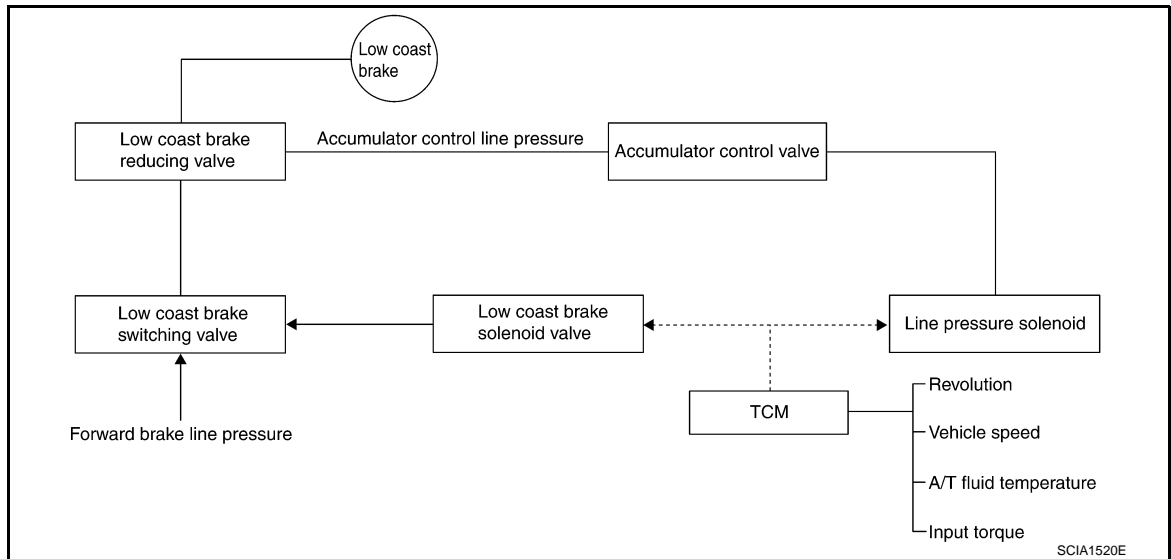 Low coast
brake
Low coast brake
reducing valve
Accumulator control line pressure
Accumulator control valve
Low coast brake
switching valve
Low coast brake
solenoid valve
Line pressure solenoid
TCM
Revolution
Vehicle speed
A/T fluid temperature
Input torque
Forward brake line pressure
SCIA1520E